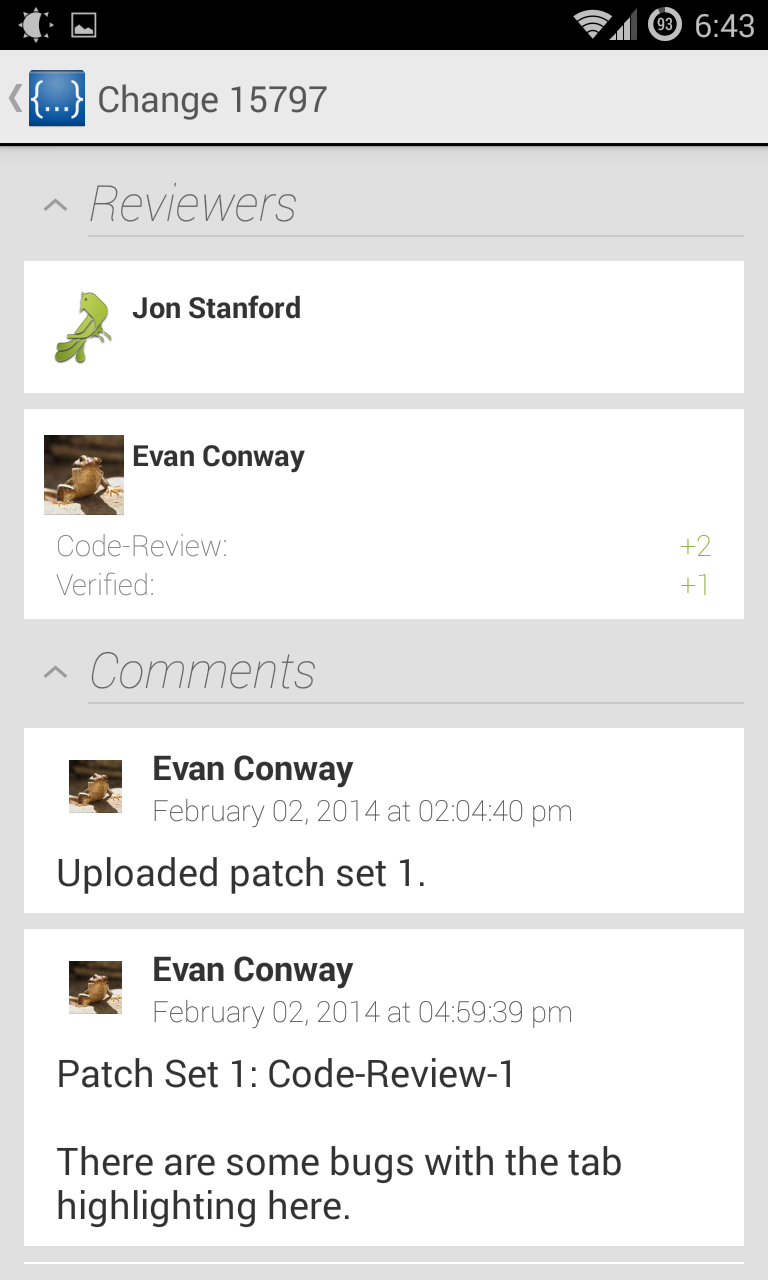 93 6:43
{...} Change 15797
Reviewers
Jon Stanford
Evan Conway
Code-Review: +2
Verified: +1
Comments
Evan Conway
February 02, 2014 at 02:04:40 pm
Uploaded patch set 1.
Evan Conway
February 02, 2014 at 04:59:39 pm
Patch Set 1: Code-Review-1
There are some bugs with the tab
highlighting here.